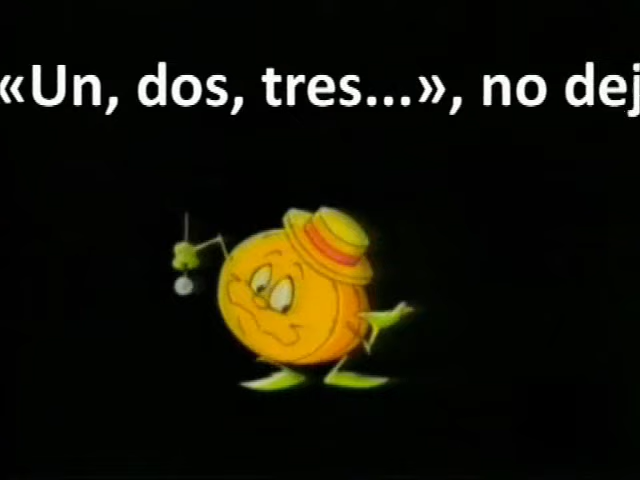 «Un, dos, tres...», no dej